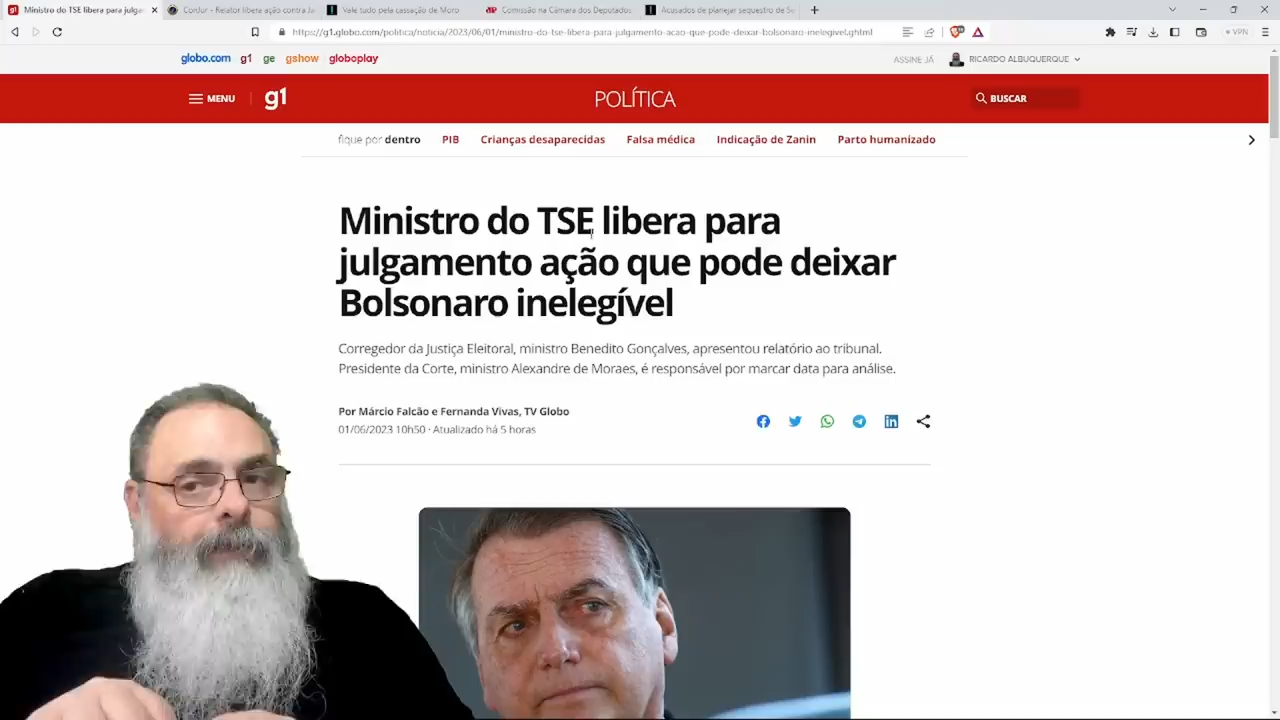 Ministro do TSE libera para julga
ConJur - Relator libera ação contra Ja
Vale tudo pela cassação de Moro
Comissão na Câmara dos Deputados
Acusados de planejar sequestro de Se
https://g1.globo.com/politica/noticia/2023/06/01/ministro-do-tse-libera-para-julgamento-acao-que-pode-deixar-bolsonaro-inelegivel.ghtml
VPN
globo.com g1 ge gshow globoplay
ASSINE JÁ
RICARDO ALBUQUERQUE
MENU
g1
POLÍTICA
BUSCAR
fique por dentro PIB Crianças desaparecidas Falsa médica Indicação de Zanin Parto humanizado
Ministro do TSE libera para
julgamento ação que pode deixar
Bolsonaro inelegível
Corregedor da Justiça Eleitoral, ministro Benedito Gonçalves, apresentou relatório ao tribunal.
Presidente da Corte, ministro Alexandre de Moraes, é responsável por marcar data para análise.
Por Márcio Falcão e Fernanda Vivas, TV Globo
01/06/2023 10h50 · Atualizado há 5 horas